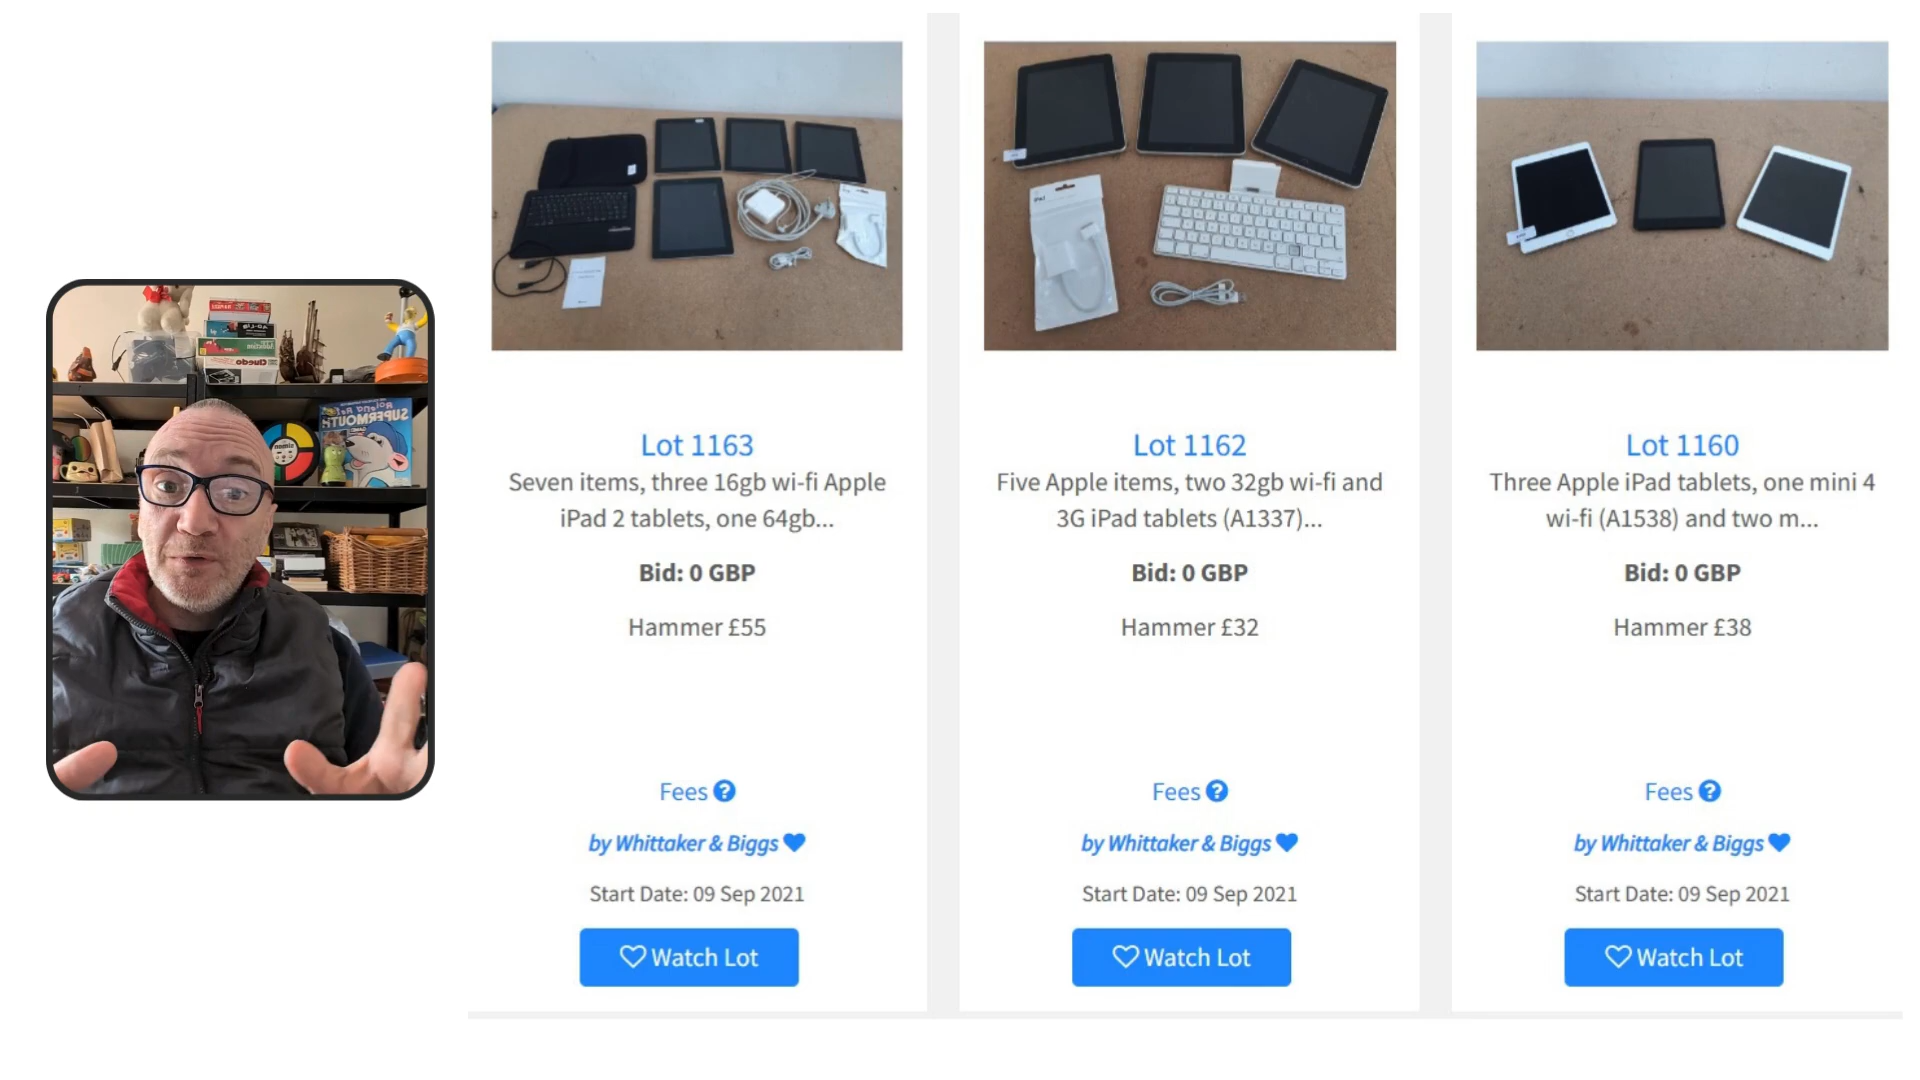 Lot 1163
Seven items, three 16gb wi-fi Apple
iPad 2 tablets, one 64gb...
Bid: 0 GBP
Hammer £55
Fees
by Whittaker & Biggs
Start Date: 09 Sep 2021
Watch Lot
Lot 1162
Five Apple items, two 32gb wi-fi and
3G iPad tablets (A1337)...
Bid: 0 GBP
Hammer £32
Fees
by Whittaker & Biggs
Start Date: 09 Sep 2021
Watch Lot
Lot 1160
Three Apple iPad tablets, one mini 4
wi-fi (A1538) and two m...
Bid: 0 GBP
Hammer £38
Fees
by Whittaker & Biggs
Start Date: 09 Sep 2021
Watch Lot
Cluedo
simon
SUPERMOUTH
iPad